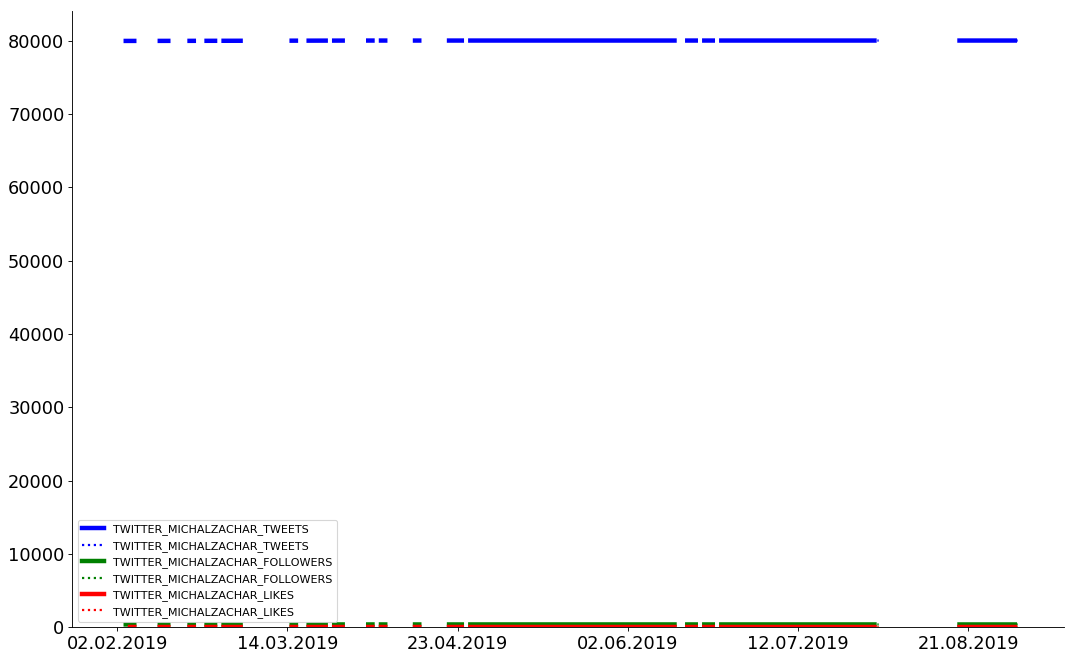 80000
70000
60000
50000
40000
30000
20000
10000
0
TWITTER_MICHALZACHAR_TWEETS
TWITTER_MICHALZACHAR_TWEETS
TWITTER_MICHALZACHAR_FOLLOWERS
TWITTER_MICHALZACHAR_FOLLOWERS
TWITTER_MICHALZACHAR_LIKES
TWITTER_MICHALZACHAR_LIKES
02.02.2019 14.03.2019 23.04.2019 02.06.2019 12.07.2019 21.08.2019